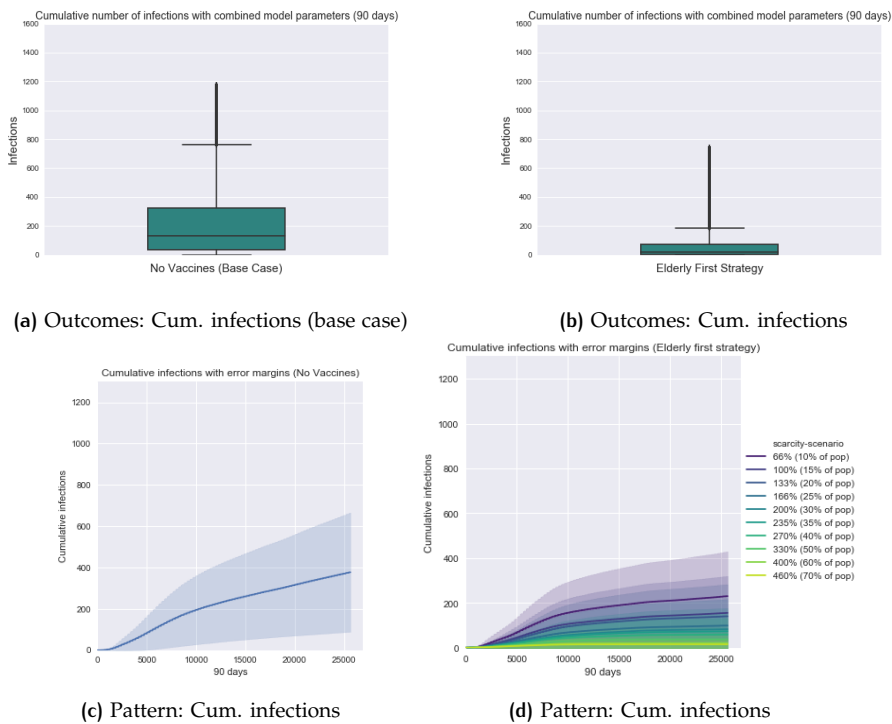 Cumulative number of infections with combined model parameters (90 days)
1600
1400
1200
1000
800
600
400
200
0
Infections
No Vaccines (Base Case)
(a) Outcomes: Cum. infections (base case)
Cumulative number of infections with combined model parameters (90 days)
1600
1400
1200
1000
800
600
400
200
0
Infections
Elderly First Strategy
(b) Outcomes: Cum. infections
Cumulative infections with error margins (No Vaccines)
1200
1000
800
600
400
200
0
Cumulative infections
0 5000 10000 15000 20000 25000
90 days
(c) Pattern: Cum. infections
Cumulative infections with error margins (Elderly first strategy)
1200
1000
800
600
400
200
0
Cumulative infections
0 5000 10000 15000 20000 25000
90 days
scarcity-scenario
66% (10% of pop)
100% (15% of pop)
133% (20% of pop)
166% (25% of pop)
200% (30% of pop)
235% (35% of pop)
270% (40% of pop)
330% (50% of pop)
400% (60% of pop)
460% (70% of pop)
(d) Pattern: Cum. infections